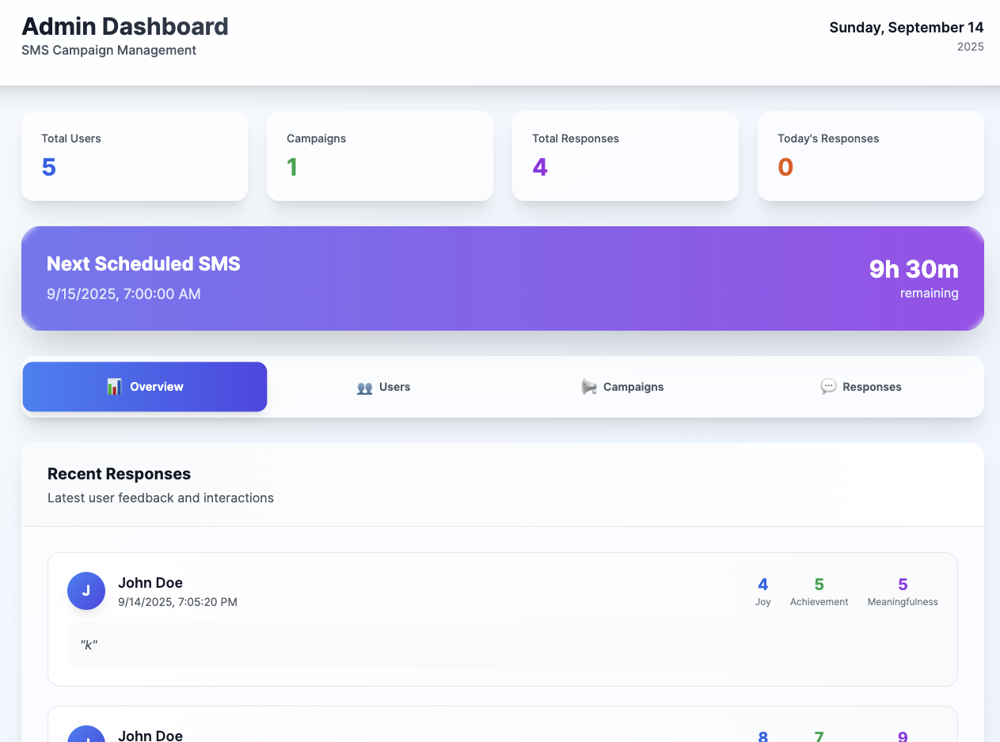 Admin Dashboard
SMS Campaign Management
Sunday, September 14
2025
Total Users
5
Campaigns
1
Total Responses
4
Today's Responses
0
Next Scheduled SMS
9/15/2025, 7:00:00 AM
9h 30m
remaining
Overview
Users
Campaigns
Responses
Recent Responses
Latest user feedback and interactions
J
John Doe
9/14/2025, 7:05:20 PM
4
Joy
5
Achievement
5
Meaningfulness
"k"
John Doe
8
7
9